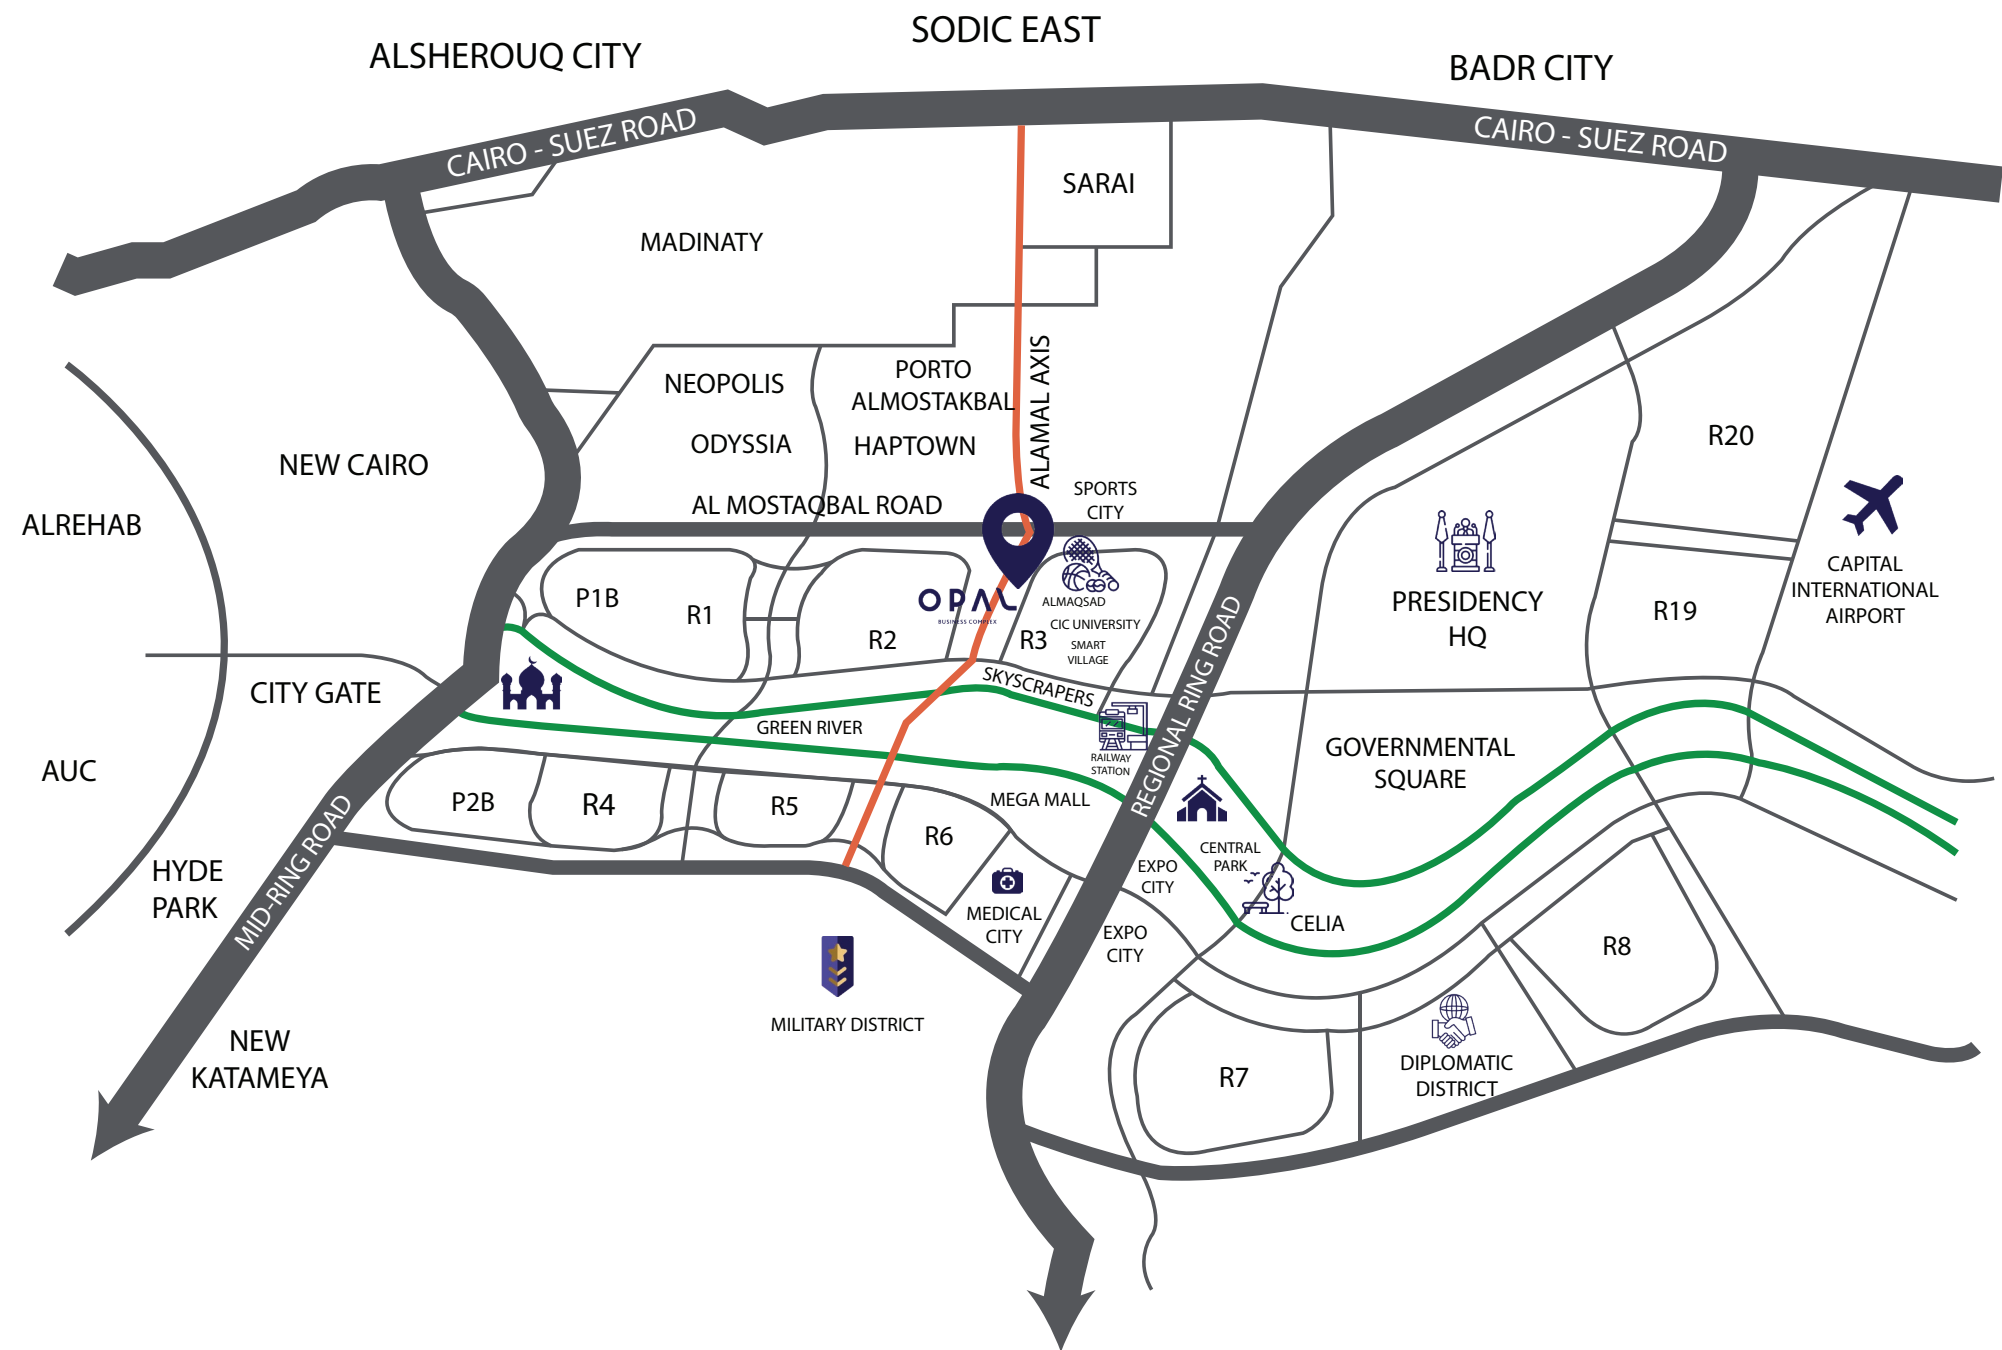 SODIC EAST
ALSHEROUQ CITY
BADR CITY
CAIRO - SUEZ ROAD
CAIRO - SUEZ ROAD
SARAI
MADINATY
NEOPOLIS
PORTO
ALMOSTAKBAL
ALAMAL AXIS
ODYSSIA
HAPTOWN
NEW CAIRO
R20
AL MOSTAQBAL ROAD
SPORTS
CITY
ALREHAB
CAPITAL
INTERNATIONAL
AIRPORT
P1B
R1
R2
OPAL
BUSINESS COMPLEX
R3
ALMAQSAD
CIC UNIVERSITY
SMART
VILLAGE
PRESIDENCY
HQ
R19
CITY GATE
SKYSCRAPERS
REGIONAL RING ROAD
GREEN RIVER
RAILWAY
STATION
GOVERNMENTAL
SQUARE
AUC
P2B
R4
R5
MEGA MALL
R6
MID-RING ROAD
HYDE
PARK
EXPO
CITY
CENTRAL
PARK
CELIA
MEDICAL
CITY
EXPO
CITY
R8
MILITARY DISTRICT
NEW
KATAMEYA
R7
DIPLOMATIC
DISTRICT